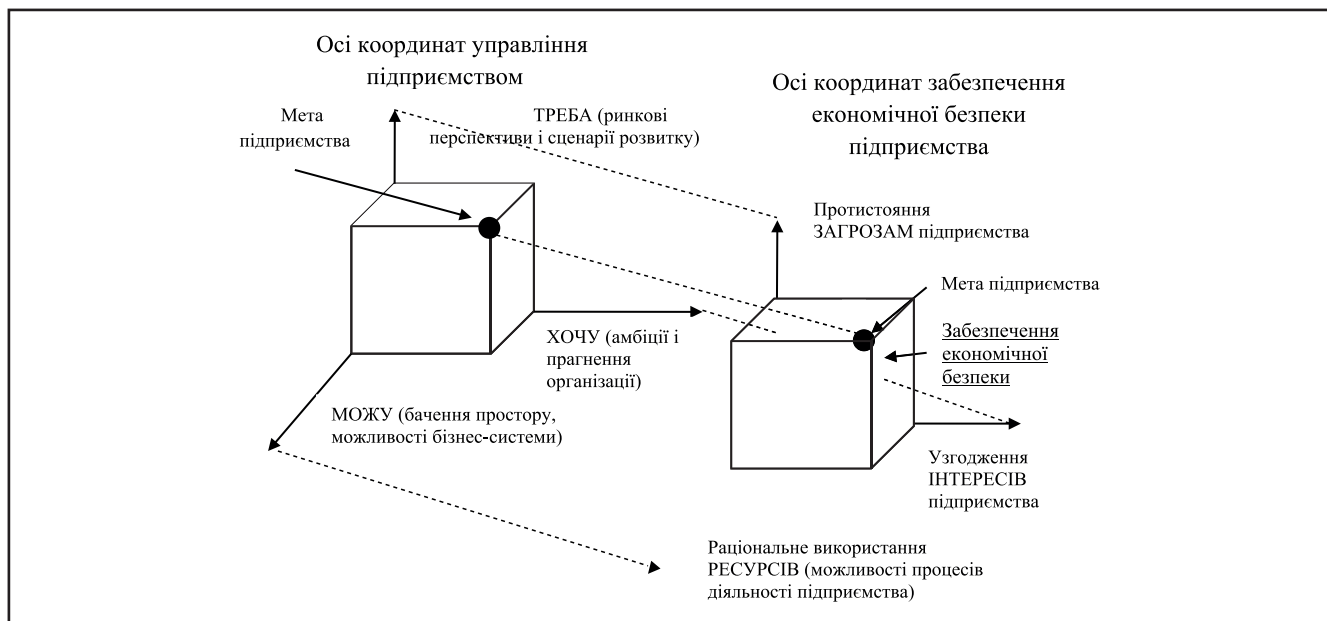 Осі координат управління
підприємством
Осі координат забезпечення
економічної безпеки
підприємства
Мета
підприємства
ТРЕБА (ринкові
перспективи і сценарії розвитку)
Протистояння
ЗАГРОЗАМ підприємства
Мета підприємства
Забезпечення
економічної
безпеки
ХОЧУ (амбіції і
прагнення
організації)
МОЖУ (бачення простору,
можливості бізнес-системи)
Узгодження
ІНТЕРЕСІВ
підприємства
Раціональне використання
РЕСУРСІВ (можливості процесів
діяльності підприємства)